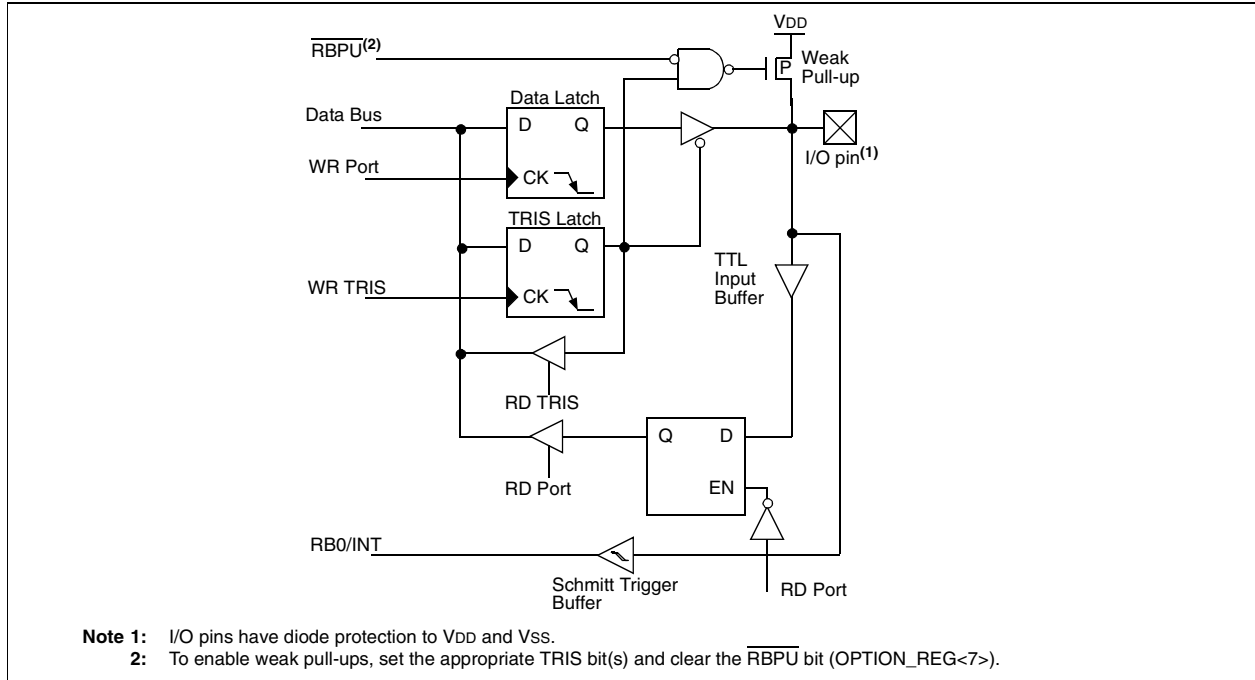 VDD
RBPU(2)
P
Weak
Pull-up
Data Latch
Data Bus
D
Q
I/O pin(1)
WR Port
CK
TRIS Latch
D
Q
TTL
Input
Buffer
WR TRIS
CK
RD TRIS
Q
D
RD Port
EN
RB0/INT
Schmitt Trigger
Buffer
RD Port
Note 1: I/O pins have diode protection to VDD and VSS.
2: To enable weak pull-ups, set the appropriate TRIS bit(s) and clear the RBPU bit (OPTION_REG<7>).